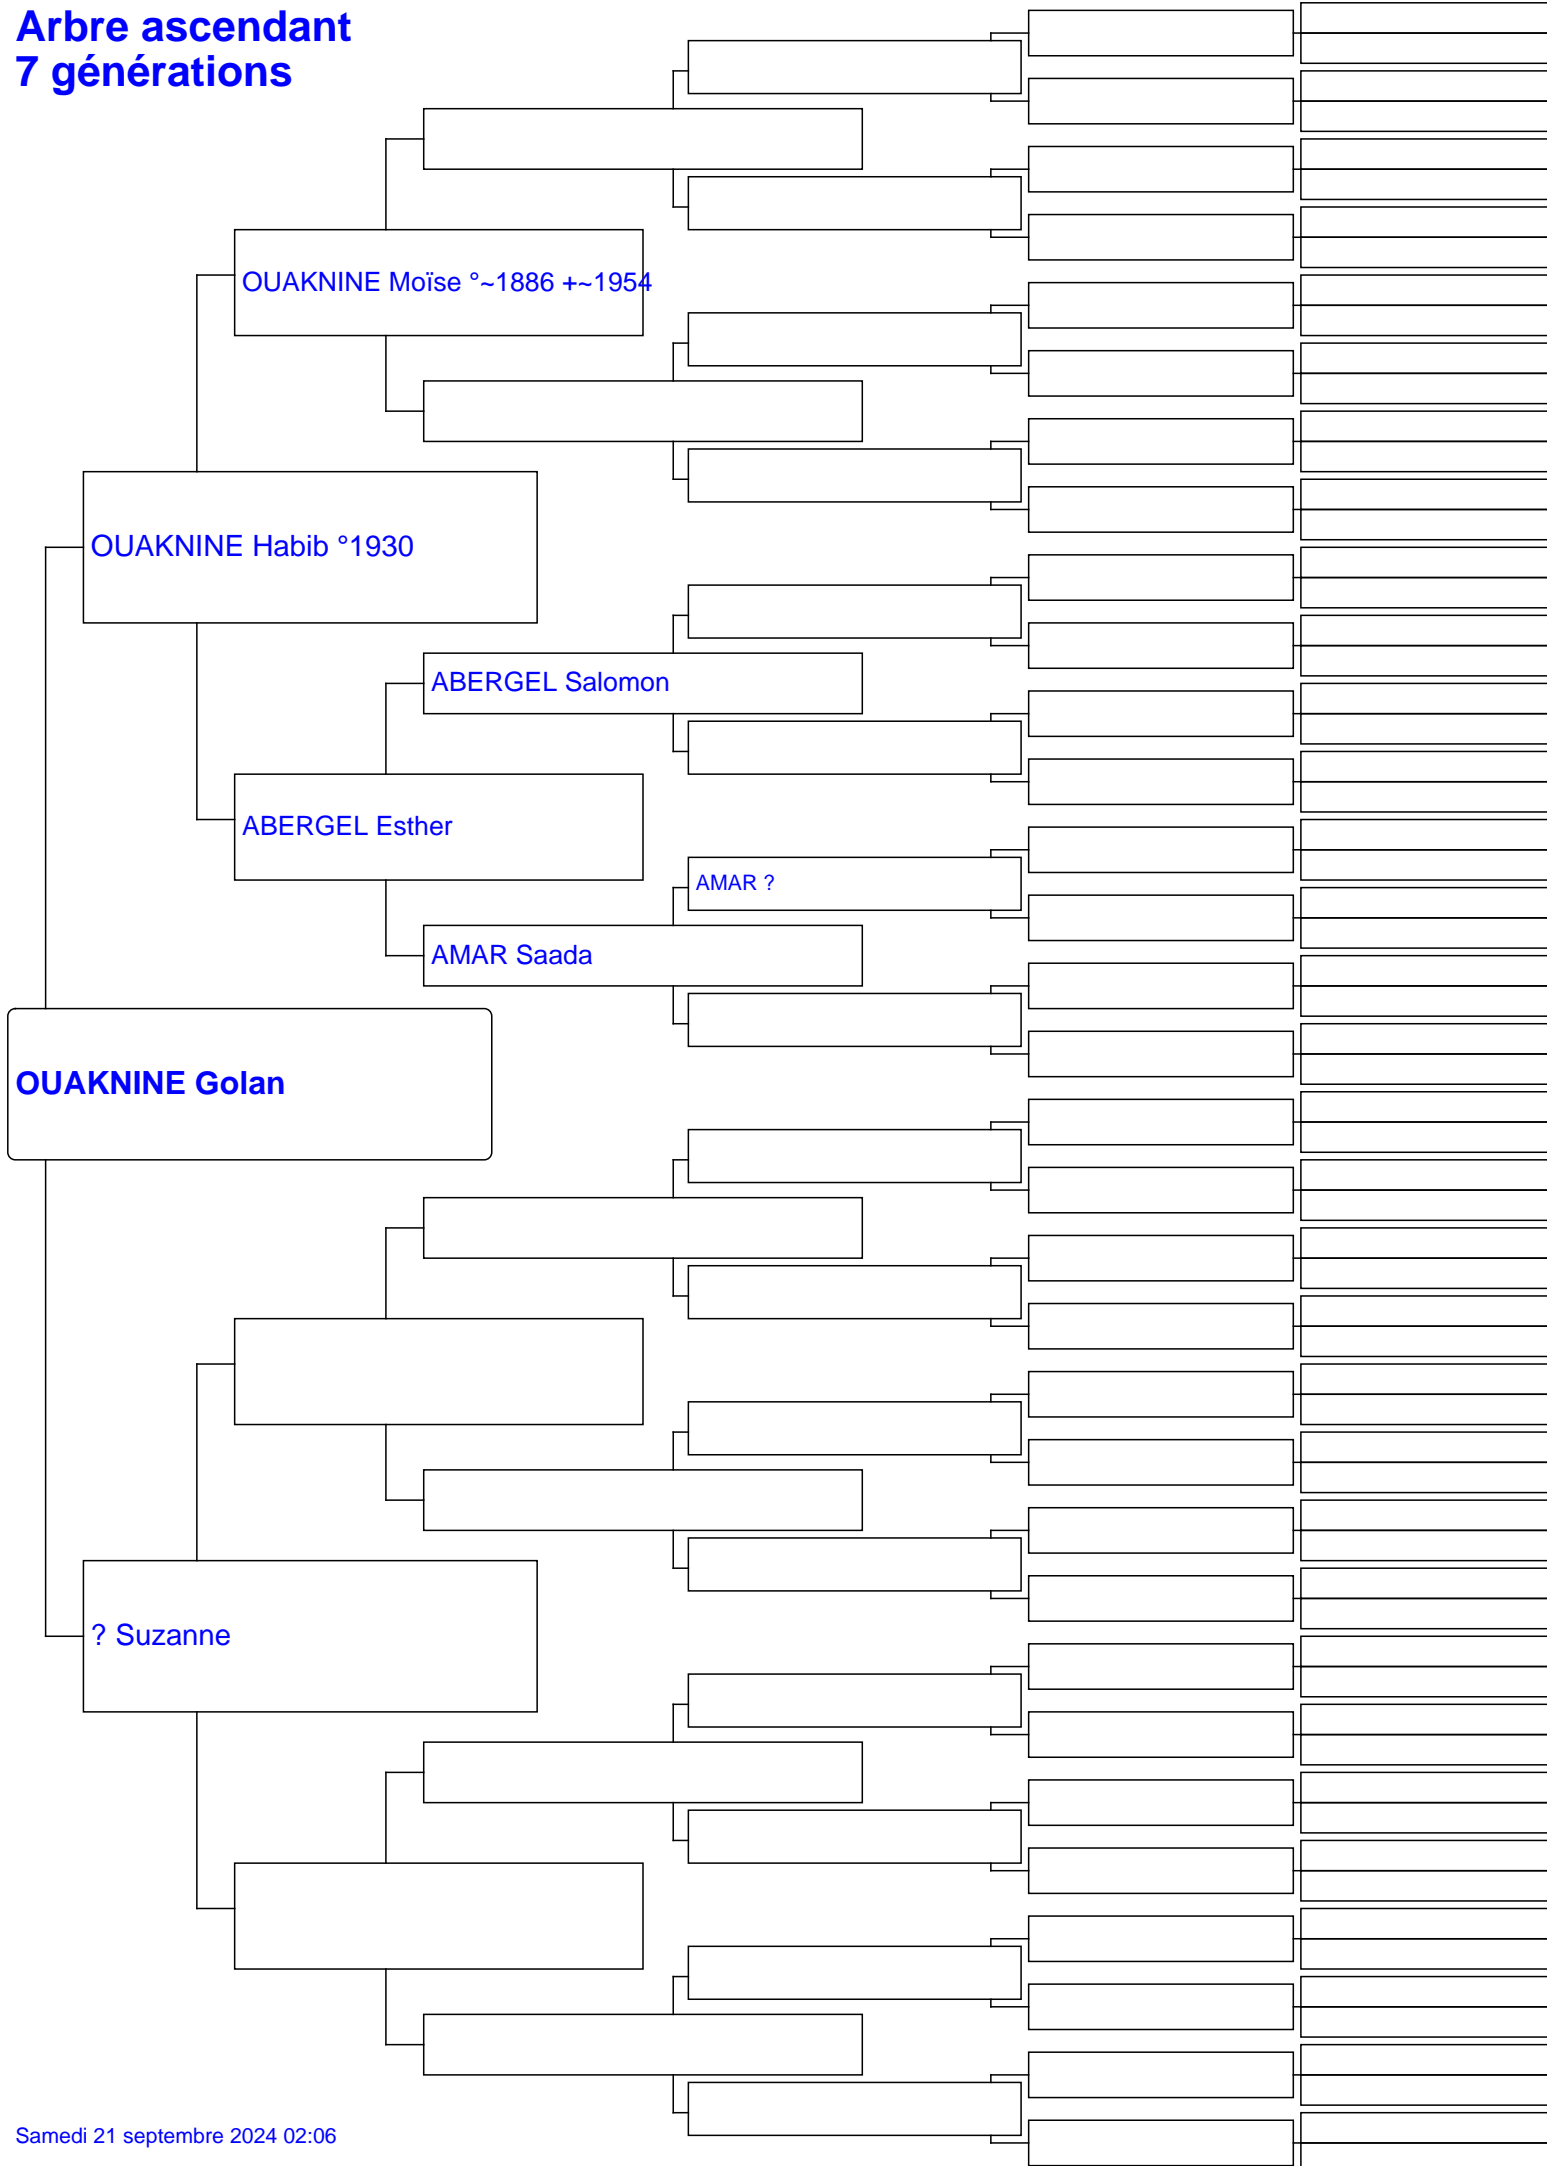 Arbre ascendant
7 générations
OUAKNINE Moïse °~1886 +~1954
OUAKNINE Habib °1930
ABERGEL Salomon
ABERGEL Esther
AMAR ?
AMAR Saada
OUAKNINE Golan
? Suzanne
Samedi 21 septembre 2024 02:06